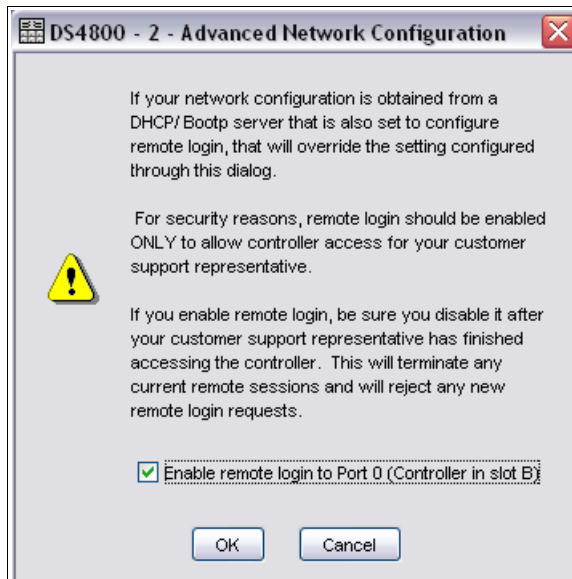 DS4800 - 2 - Advanced Network Configuration
If your network configuration is obtained from a
DHCP/ Bootp server that is also set to configure
remote login, that will override the setting configured
through this dialog.
For security reasons, remote login should be enabled
ONLY to allow controller access for your customer
support representative.
If you enable remote login, be sure you disable it after
your customer support representative has finished
accessing the controller. This will terminate any
current remote sessions and will reject any new
remote login requests.
Enable remote login to Port 0 (Controller in slot B)
OK
Cancel